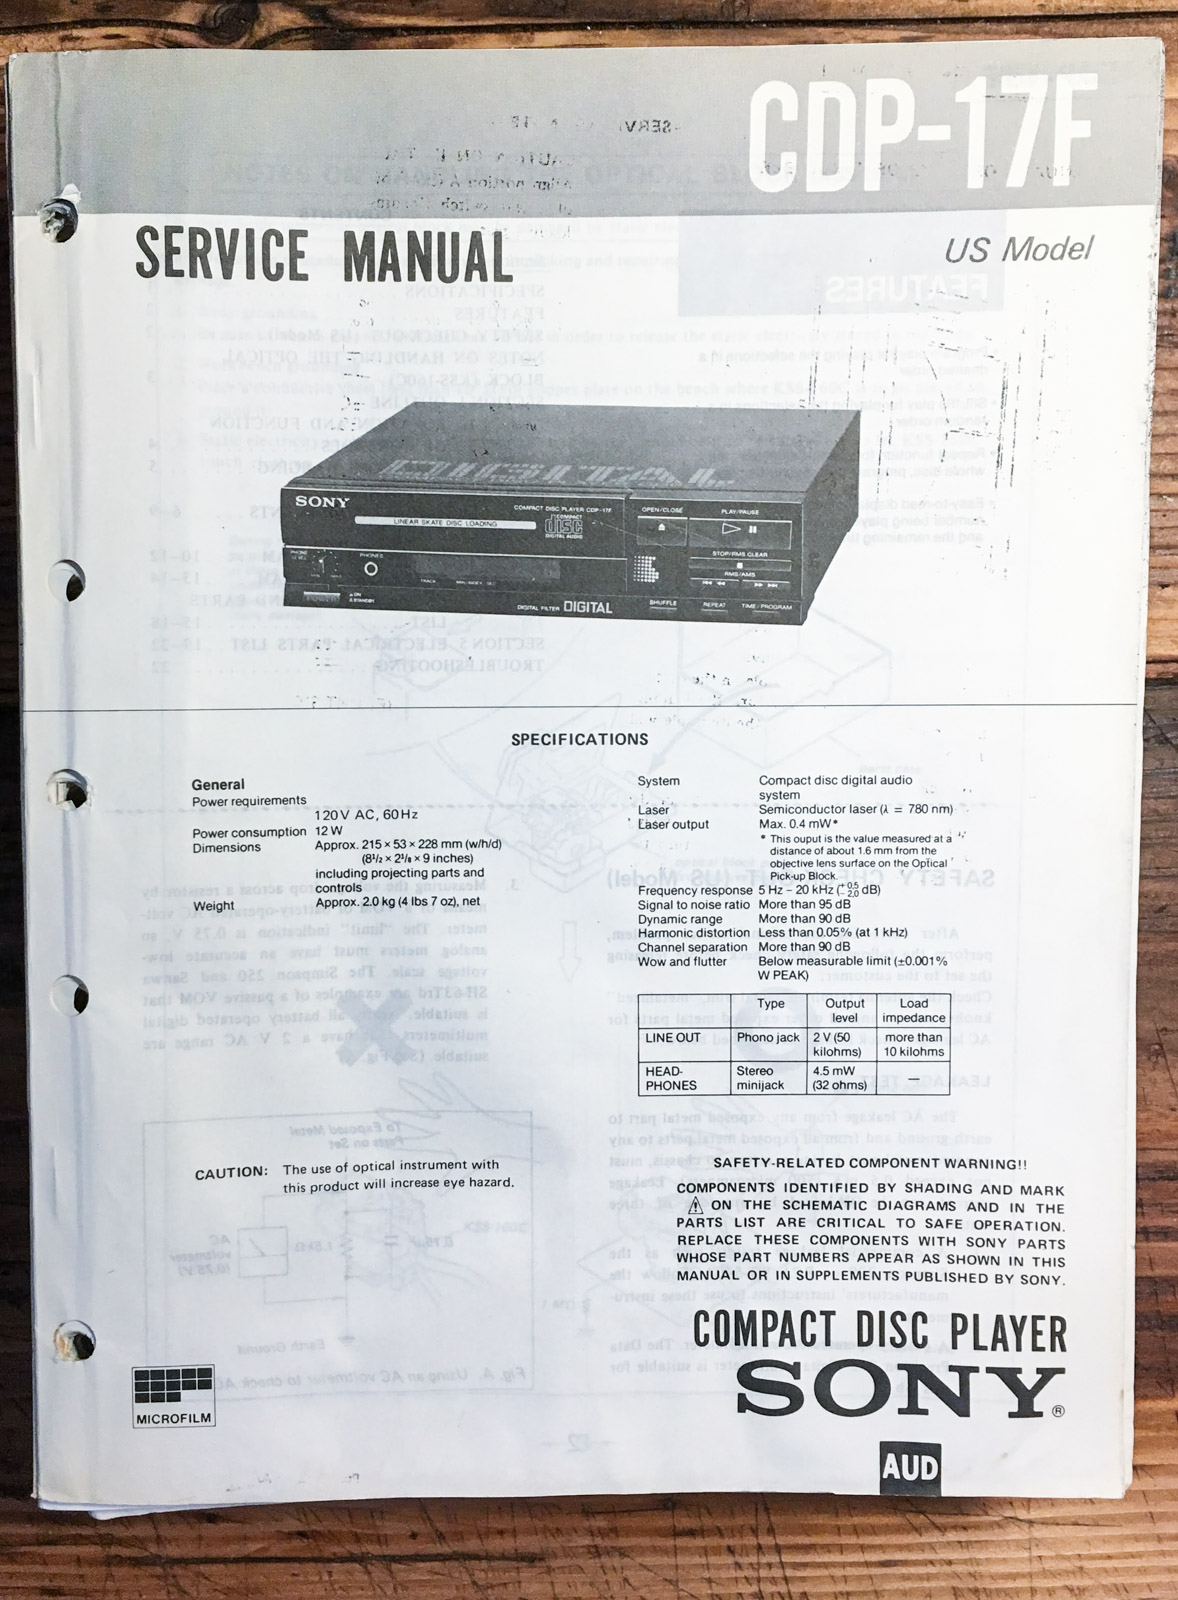 CDP-17F
SERVICE MANUAL
US Model
SONY
COMPACT DISC PLAYER CDP-17F
LINEAR SKATE DISC LOADING
COMPACT
disc
DIGITAL AUDIO
OPEN/CLOSE
PLAY/PAUSE
STOP/RMS CLEAR
RMS/AMS
PHONE
LEVEL
PHONES
TRACK
DIGITAL FILTER DIGITAL
SHUFFLE
REPEAT
TIME/PROGRAM
SPECIFICATIONS
General
Power requirements
120V AC, 60Hz
Power consumption 12 W
Dimensions Approx. 215 × 53 × 228 mm (w/h/d)
(8½ × 2⅛ × 9 inches)
including projecting parts and
controls
Weight Approx. 2.0 kg (4 lbs 7 oz), net
System Compact disc digital audio
system
Laser Semiconductor laser (λ = 780 nm)
Laser output Max. 0.4 mW*
* This ouput is the value measured at a
distance of about 1.6 mm from the
objective lens surface on the Optical
Pick-up Block.
Frequency response 5 Hz – 20 kHz (+0.5 −2.0 dB)
Signal to noise ratio More than 95 dB
Dynamic range More than 90 dB
Harmonic distortion Less than 0.05% (at 1 kHz)
Channel separation More than 90 dB
Wow and flutter Below measurable limit (±0.001%
W PEAK)
Type Output level Load impedance
LINE OUT Phono jack 2 V (50 kilohms) more than 10 kilohms
HEAD-PHONES Stereo minijack 4.5 mW (32 ohms) —
CAUTION: The use of optical instrument with
this product will increase eye hazard.
SAFETY-RELATED COMPONENT WARNING!!
COMPONENTS IDENTIFIED BY SHADING AND MARK
⚠ ON THE SCHEMATIC DIAGRAMS AND IN THE
PARTS LIST ARE CRITICAL TO SAFE OPERATION.
REPLACE THESE COMPONENTS WITH SONY PARTS
WHOSE PART NUMBERS APPEAR AS SHOWN IN THIS
MANUAL OR IN SUPPLEMENTS PUBLISHED BY SONY.
COMPACT DISC PLAYER
SONY®
MICROFILM
AUD